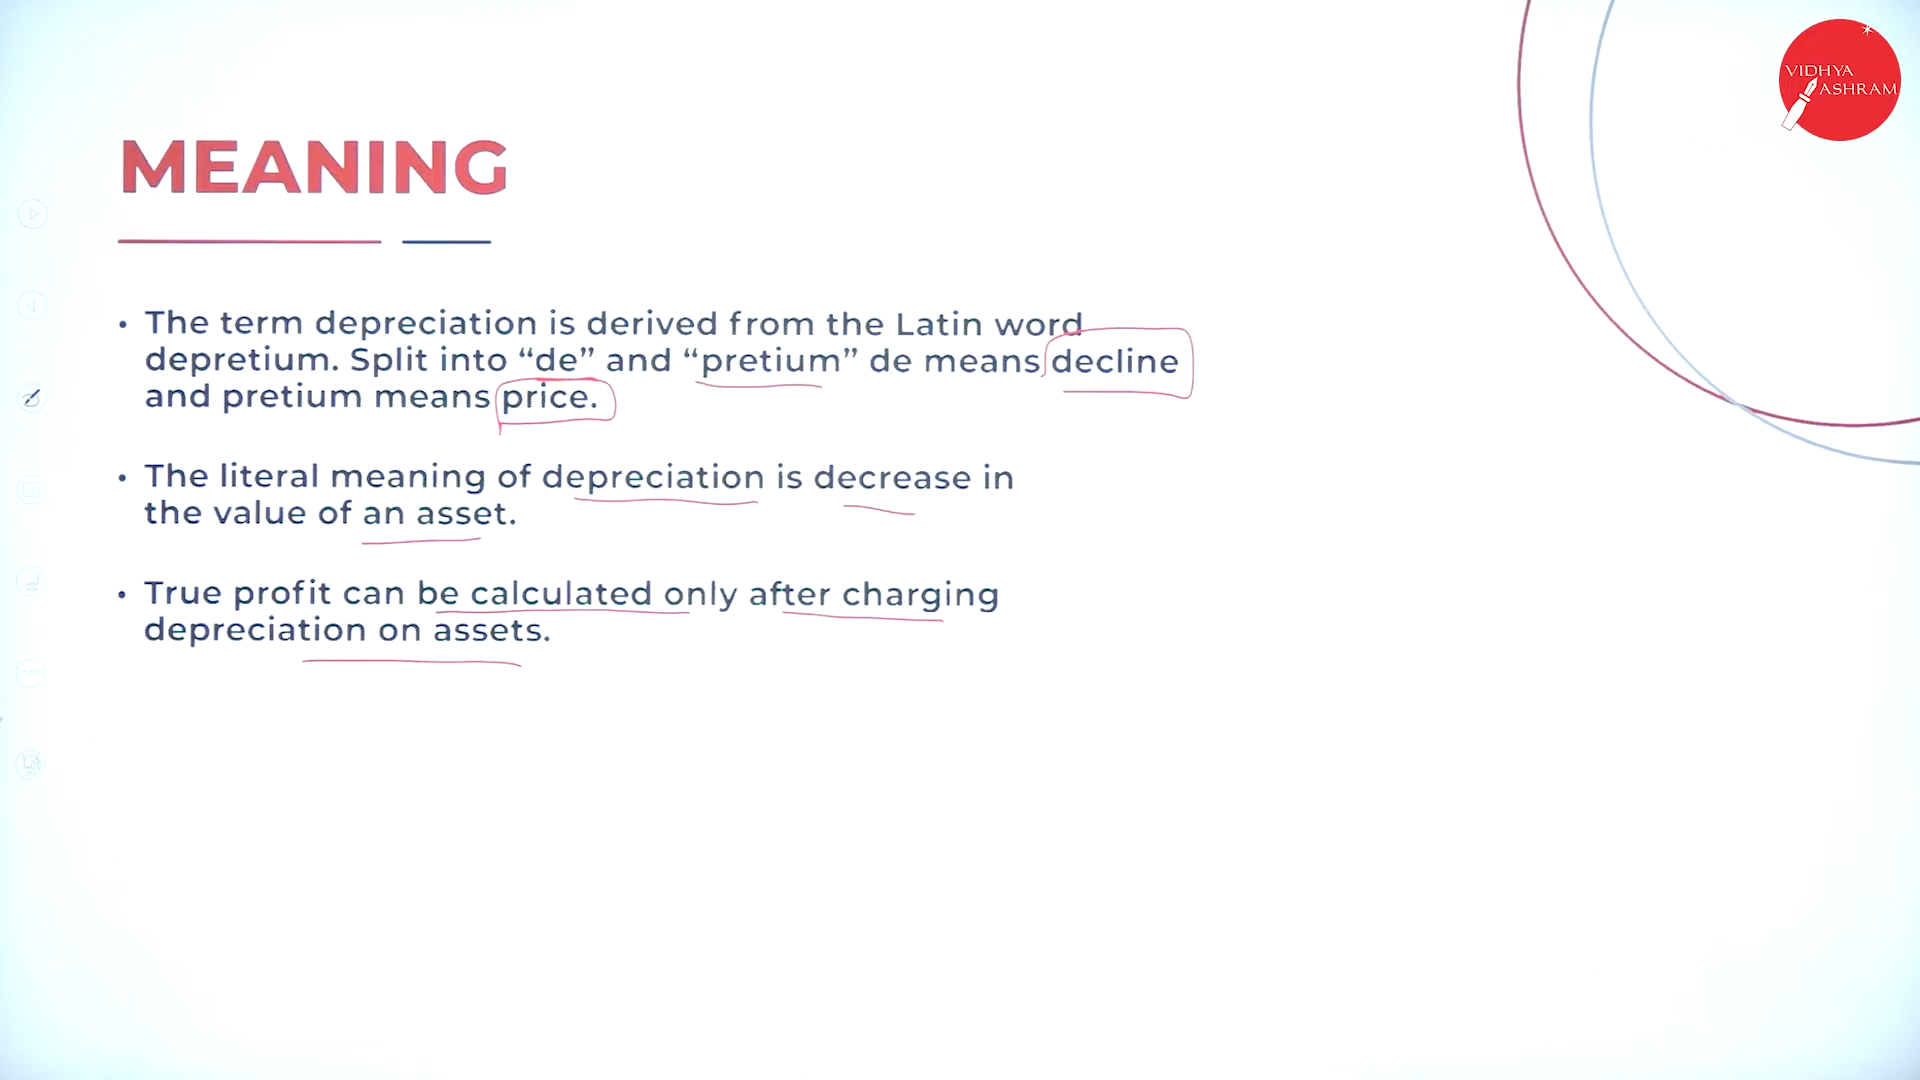 VIDHYA
ASHRAM
MEANING
• The term depreciation is derived from the Latin word
depretium. Split into “de” and “pretium” de means decline
and pretium means price.
• The literal meaning of depreciation is decrease in
the value of an asset.
• True profit can be calculated only after charging
depreciation on assets.